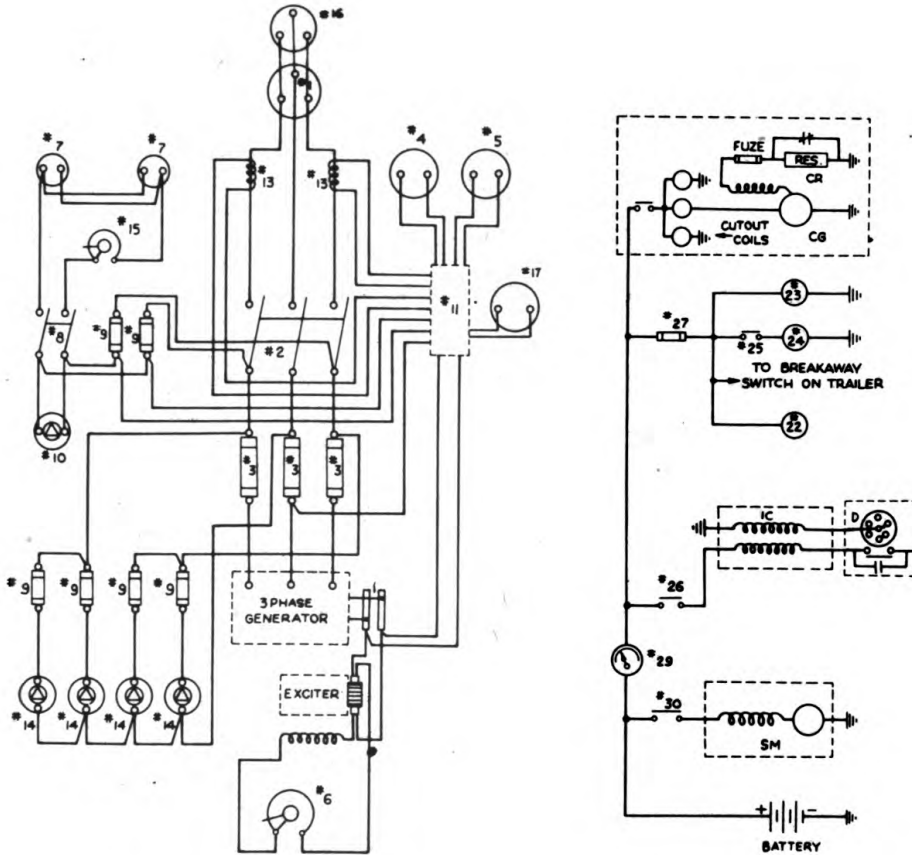 #16
#1
#7
#7
#4
#5
#13
#13
#15
#17
#11
#8
#9
#9
#2
#10
#3
#3
#3
#9
#9
#9
#9
3 PHASE
GENERATOR
1
EXCITER
#14
#14
#14
#14
#6
FUZE
RES.
CR
CUTOUT
COILS
CG
#23
#27
#25
#24
TO BREAKAWAY
SWITCH ON TRAILER
#22
IC
D
#26
#29
#30
SM
+
-
BATTERY